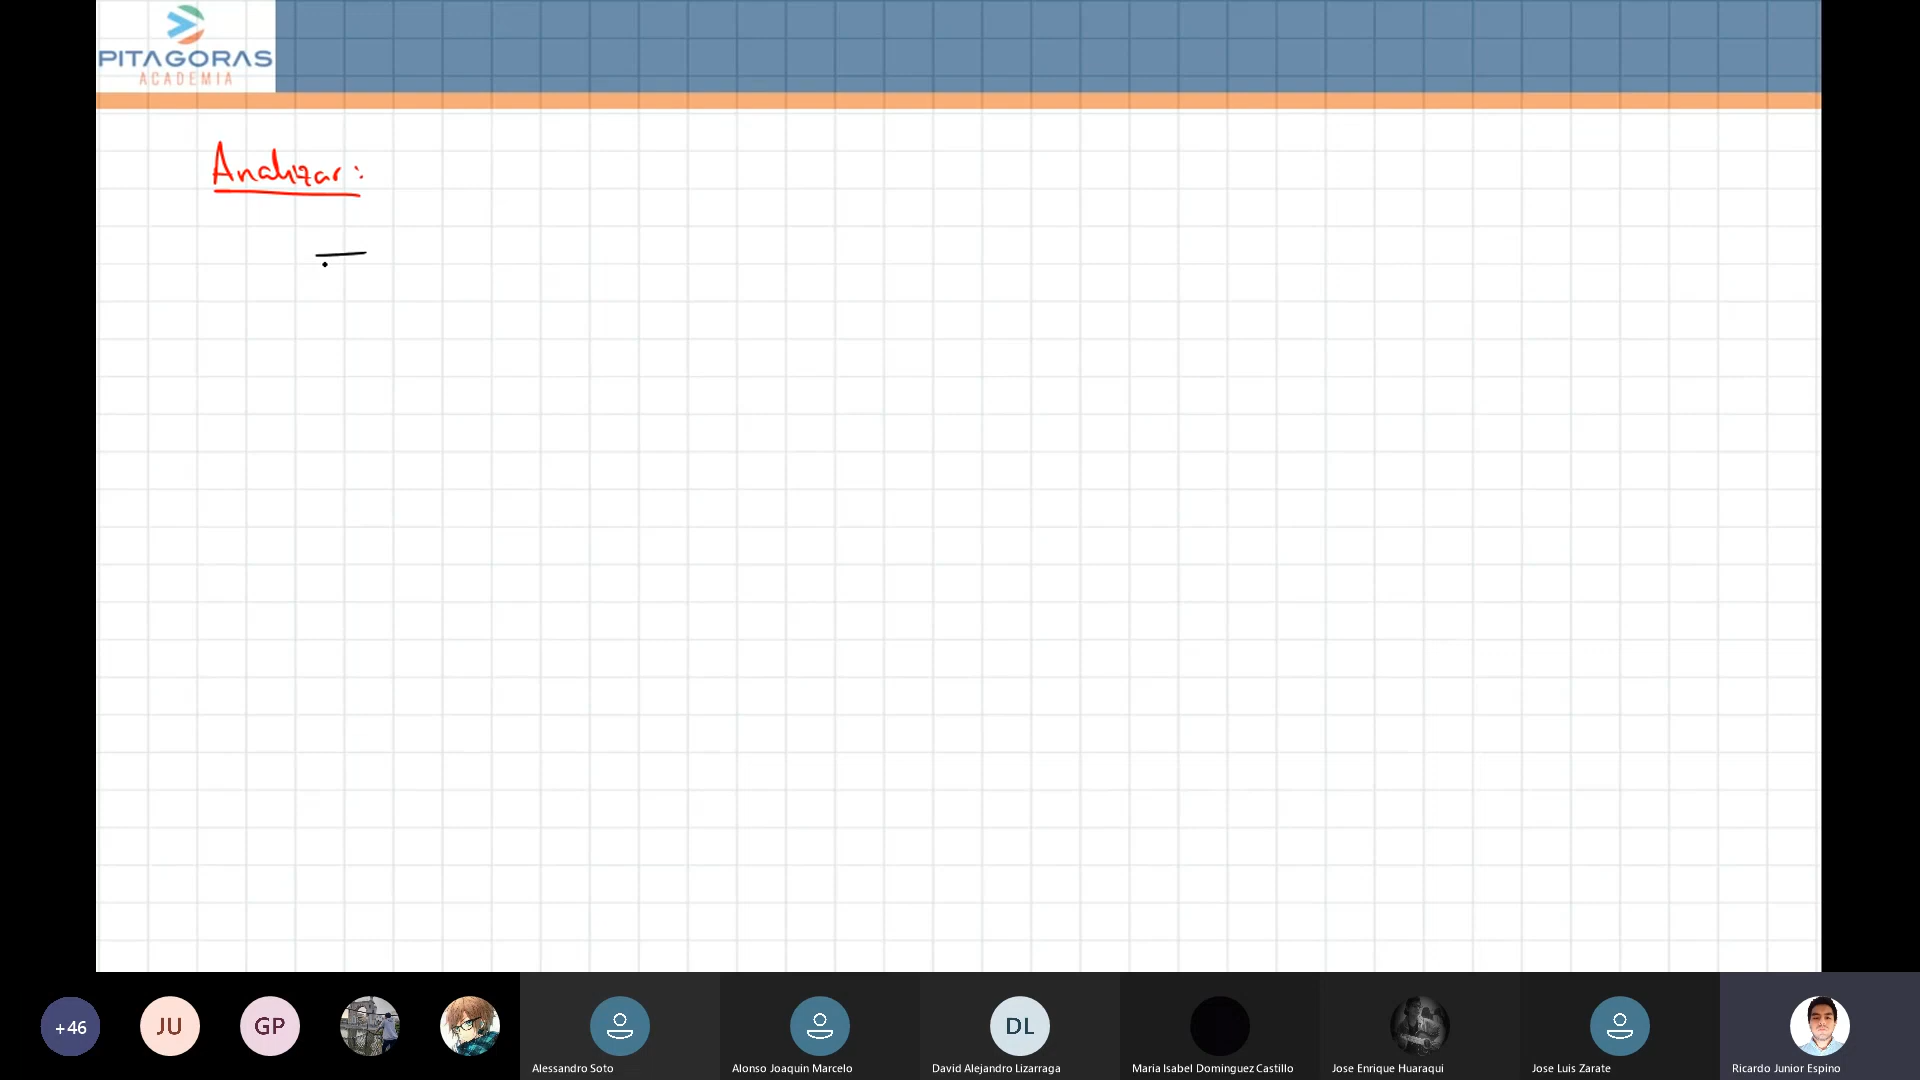 PITAGORAS
ACADEMIA
Analizar:
+46
JU
GP
DL
Alessandro Soto
Alonso Joaquin Marcelo
David Alejandro Lizarraga
Maria Isabel Dominguez Castillo
Jose Enrique Huaraqui
Jose Luis Zarate
Ricardo Junior Espino